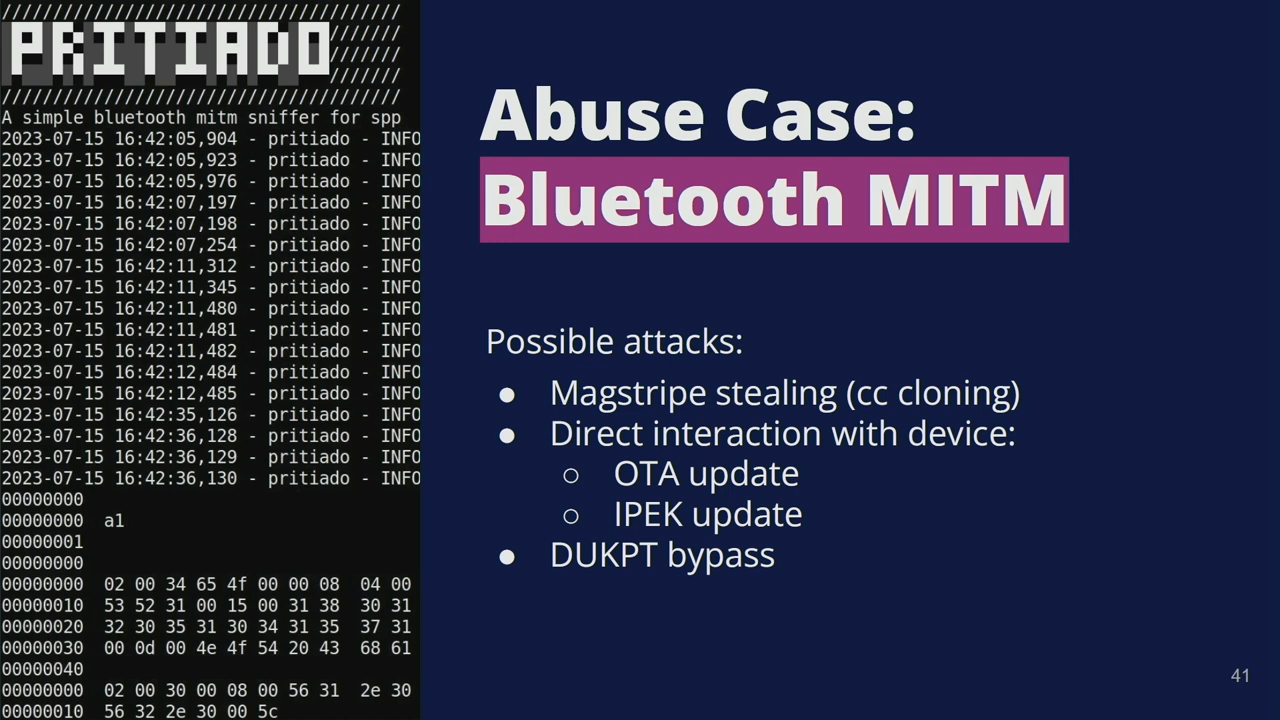 ////////////////////////////////////////
PRITIADO///////
///////
///////
///////
////////////////////////////////////////
A simple bluetooth mitm sniffer for spp
2023-07-15 16:42:05,904 - pritiado - INFO
2023-07-15 16:42:05,923 - pritiado - INFO
2023-07-15 16:42:05,976 - pritiado - INFO
2023-07-15 16:42:07,197 - pritiado - INFO
2023-07-15 16:42:07,198 - pritiado - INFO
2023-07-15 16:42:07,254 - pritiado - INFO
2023-07-15 16:42:11,312 - pritiado - INFO
2023-07-15 16:42:11,345 - pritiado - INFO
2023-07-15 16:42:11,480 - pritiado - INFO
2023-07-15 16:42:11,481 - pritiado - INFO
2023-07-15 16:42:11,482 - pritiado - INFO
2023-07-15 16:42:12,484 - pritiado - INFO
2023-07-15 16:42:12,485 - pritiado - INFO
2023-07-15 16:42:35,126 - pritiado - INFO
2023-07-15 16:42:36,128 - pritiado - INFO
2023-07-15 16:42:36,129 - pritiado - INFO
2023-07-15 16:42:36,130 - pritiado - INFO
00000000
00000000 a1
00000001
00000000
00000000 02 00 34 65 4f 00 00 08 04 00
00000010 53 52 31 00 15 00 31 38 30 31
00000020 32 30 35 31 30 34 31 35 37 31
00000030 00 0d 00 4e 4f 54 20 43 68 61
00000040
00000000 02 00 30 00 08 00 56 31 2e 30
00000010 56 32 2e 30 00 5c
Abuse Case:
Bluetooth MITM
Possible attacks:
● Magstripe stealing (cc cloning)
● Direct interaction with device:
○ OTA update
○ IPEK update
● DUKPT bypass
41